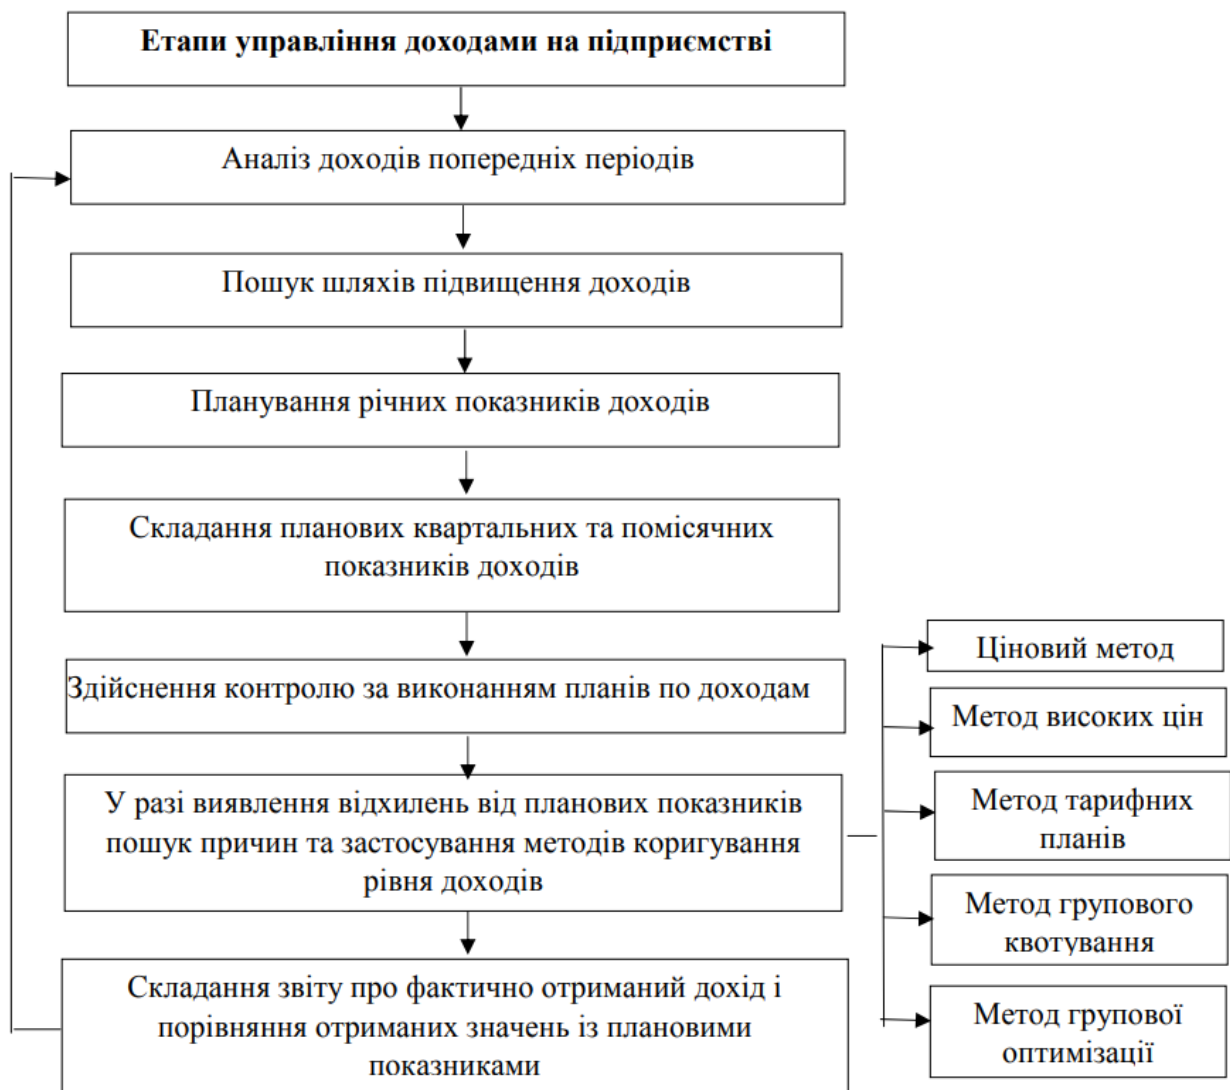 Етапи управління доходами на підприємстві
Аналіз доходів попередніх періодів
Пошук шляхів підвищення доходів
Планування річних показників доходів
Складання планових квартальних та помісячних
показників доходів
Здійснення контролю за виконанням планів по доходам
У разі виявлення відхилень від планових показників
пошук причин та застосування методів коригування
рівня доходів
Складання звіту про фактично отриманий дохід і
порівняння отриманих значень із плановими
показниками
Ціновий метод
Метод високих цін
Метод тарифних
планів
Метод групового
квотування
Метод групової
оптимізації